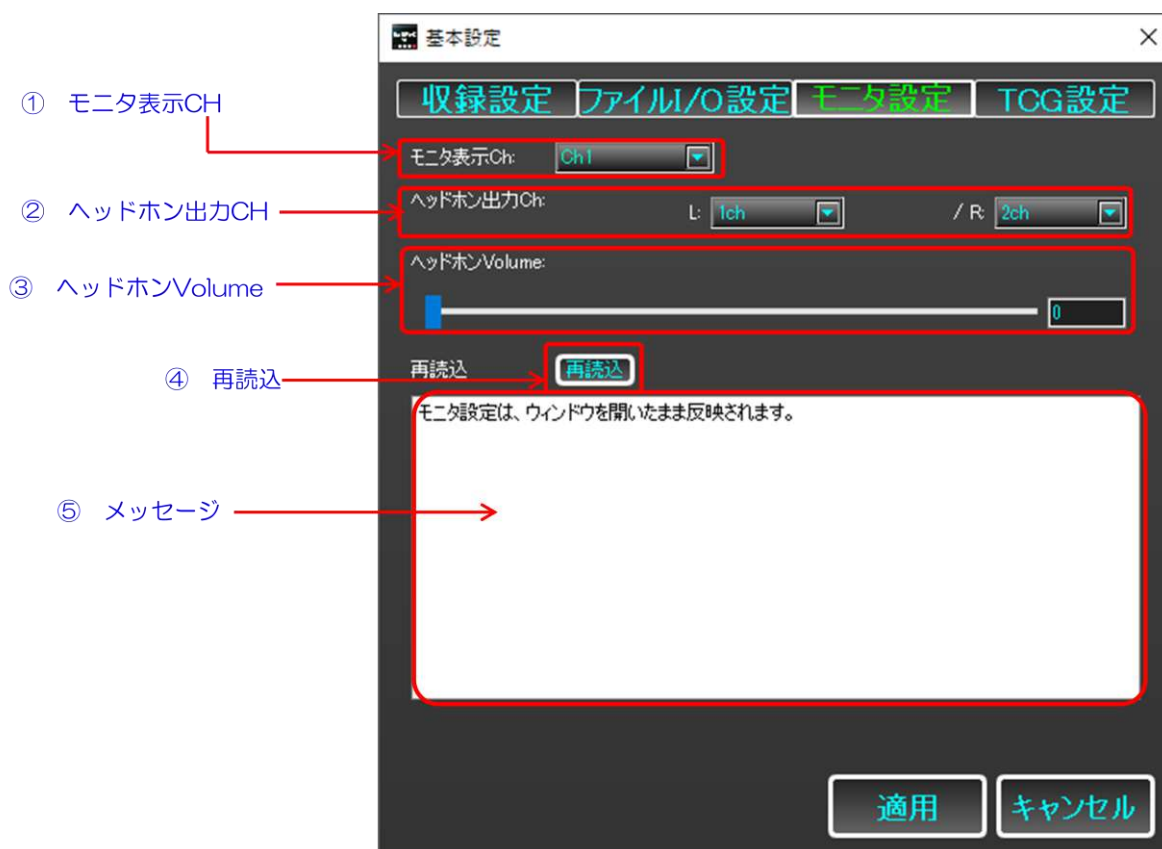 基本設定
収録設定 ファイルI/O設定 モニタ設定 TCG設定
① モニタ表示CH
モニタ表示Ch: Ch1
② ヘッドホン出力CH
ヘッドホン出力Ch: L: 1ch / R: 2ch
③ ヘッドホンVolume
ヘッドホンVolume:
0
④ 再読込
再読込 再読込
モニタ設定は、ウィンドウを開いたまま反映されます。
⑤ メッセージ
適用 キャンセル